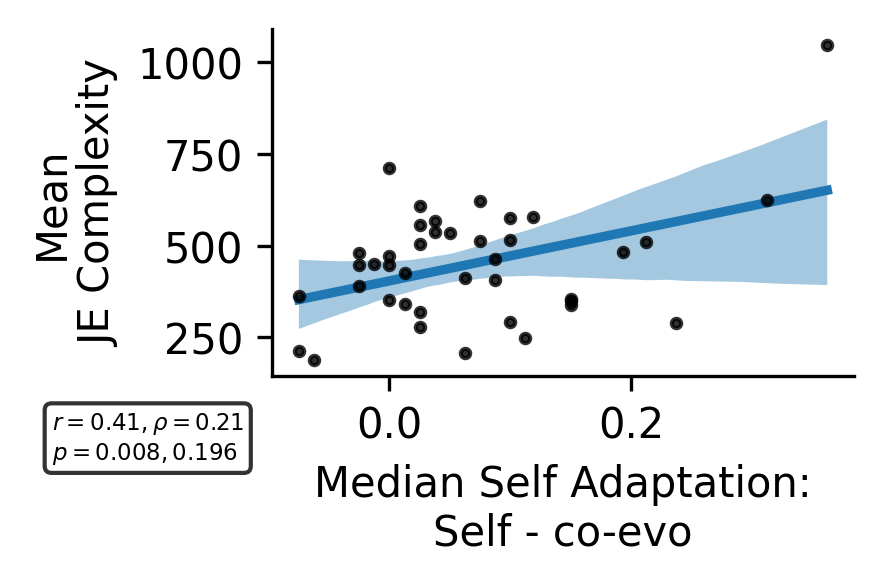 Mean
JE Complexity
1000
750
500
250
0.0
0.2
r = 0.41, ρ = 0.21
p = 0.008, 0.196
Median Self Adaptation:
Self - co-evo